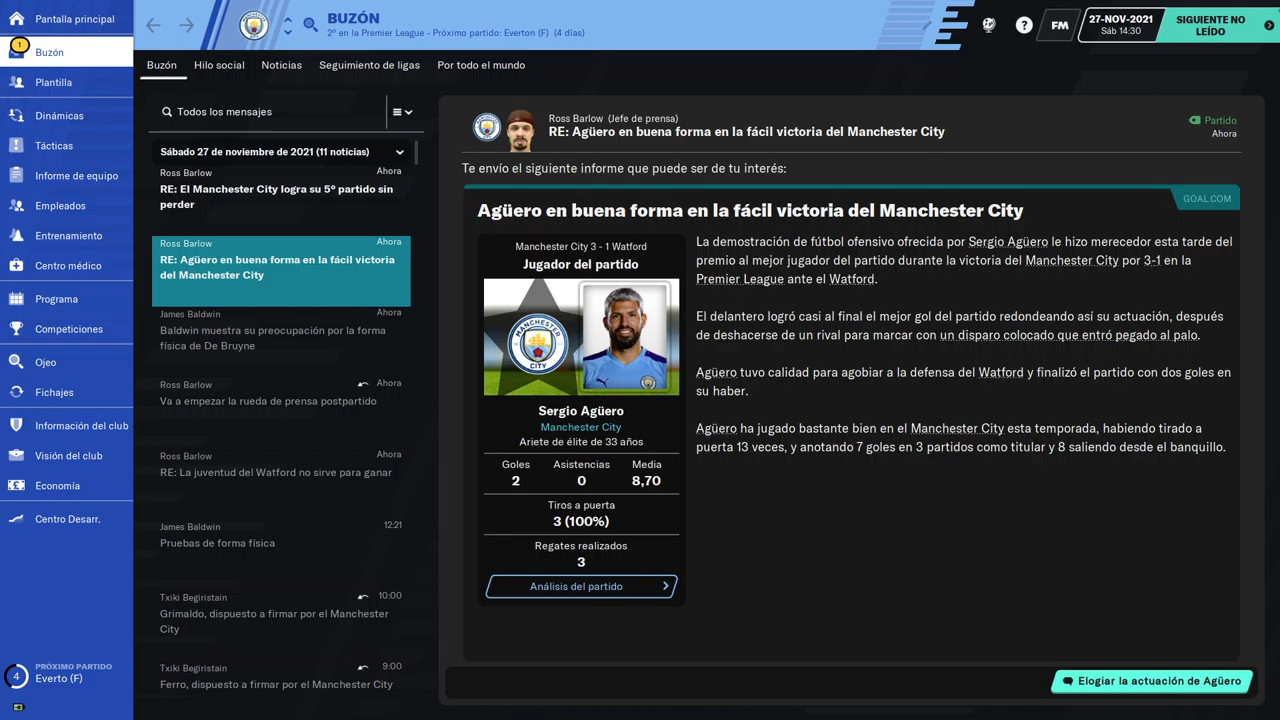 Pantalla principal
1
Buzón
Plantilla
Dinámicas
Tácticas
Informe de equipo
Empleados
Entrenamiento
Centro médico
Programa
Competiciones
Ojeo
Fichajes
Información del club
Visión del club
Economía
Centro Desarr.
4
PRÓXIMO PARTIDO
Everto (F)
BUZÓN
2º en la Premier League - Próximo partido: Everton (F) (4 días)
FM
27-NOV-2021
Sáb 14:30
SIGUIENTE NO
LEÍDO
Buzón
Hilo social
Noticias
Seguimiento de ligas
Por todo el mundo
Todos los mensajes
Sábado 27 de noviembre de 2021 (11 noticias)
Ross Barlow
Ahora
RE: El Manchester City logra su 5º partido sin
perder
Ross Barlow
Ahora
RE: Agüero en buena forma en la fácil victoria
del Manchester City
James Baldwin
Ahora
Baldwin muestra su preocupación por la forma
física de De Bruyne
Ross Barlow
Ahora
Va a empezar la rueda de prensa postpartido
Ross Barlow
Ahora
RE: La juventud del Watford no sirve para ganar
James Baldwin
12:21
Pruebas de forma física
Txiki Begiristain
10:00
Grimaldo, dispuesto a firmar por el Manchester
City
Txiki Begiristain
9:00
Ferro, dispuesto a firmar por el Manchester City
Ross Barlow (Jefe de prensa)
RE: Agüero en buena forma en la fácil victoria del Manchester City
Partido
Ahora
Te envío el siguiente informe que puede ser de tu interés:
GOAL.COM
Agüero en buena forma en la fácil victoria del Manchester City
Manchester City 3 - 1 Watford
Jugador del partido
MANCHESTER
CITY
Sergio Agüero
Manchester City
Ariete de élite de 33 años
Goles
Asistencias
Media
2
0
8,70
Tiros a puerta
3 (100%)
Regates realizados
3
Análisis del partido
La demostración de fútbol ofensivo ofrecida por Sergio Agüero le hizo merecedor esta tarde del
premio al mejor jugador del partido durante la victoria del Manchester City por 3-1 en la
Premier League ante el Watford.
El delantero logró casi al final el mejor gol del partido redondeando así su actuación, después
de deshacerse de un rival para marcar con un disparo colocado que entró pegado al palo.
Agüero tuvo calidad para agobiar a la defensa del Watford y finalizó el partido con dos goles en
su haber.
Agüero ha jugado bastante bien en el Manchester City esta temporada, habiendo tirado a
puerta 13 veces, y anotando 7 goles en 3 partidos como titular y 8 saliendo desde el banquillo.
Elogiar la actuación de Agüero